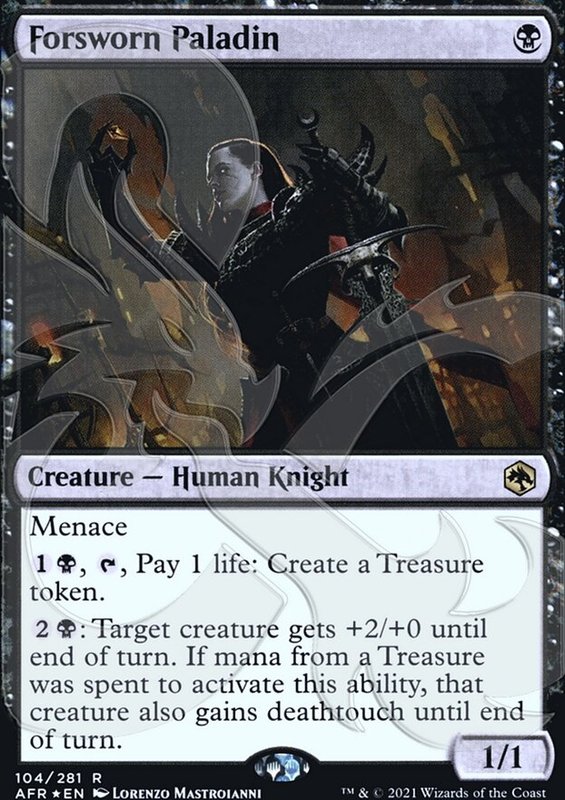 Forsworn Paladin
Creature — Human Knight
Menace
1 , , Pay 1 life: Create a Treasure
token.
2 : Target creature gets +2/+0 until
end of turn. If mana from a Treasure
was spent to activate this ability, that
creature also gains deathtouch until end
of turn.
1/1
104/281 R
AFR★EN Lorenzo Mastroianni
™ & © 2021 Wizards of the Coast